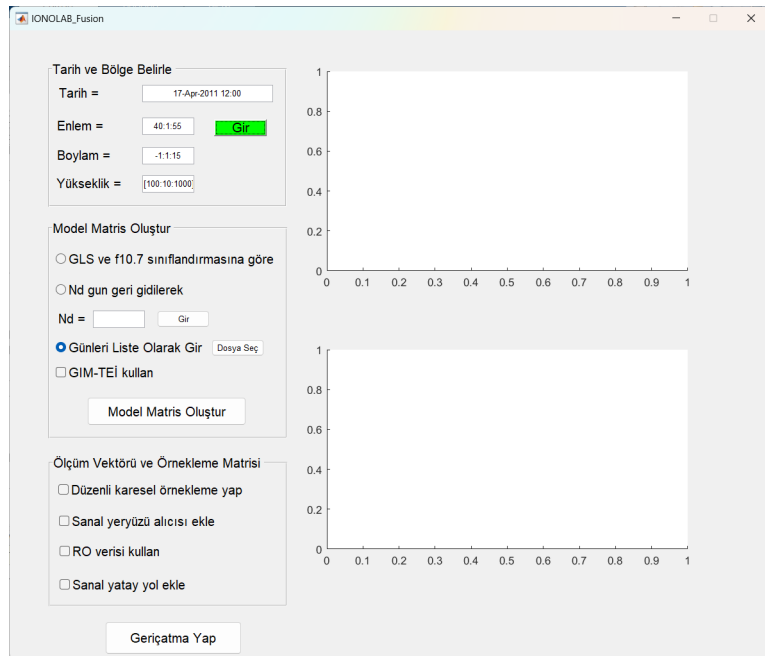 IONOLAB_Fusion
Tarih ve Bölge Belirle
Tarih =
17-Apr-2011 12:00
Enlem =
40:1:55
Gir
Boylam =
-1:1:15
Yükseklik =
[100:10:1000]
Model Matris Oluştur
GLS ve f10.7 sınıflandırmasına göre
Nd gun geri gidilerek
Nd =
Gir
Günleri Liste Olarak Gir
Dosya Seç
GIM-TEİ kullan
Model Matris Oluştur
Ölçüm Vektörü ve Örnekleme Matrisi
Düzenli karesel örnekleme yap
Sanal yeryüzü alıcısı ekle
RO verisi kullan
Sanal yatay yol ekle
Geriçatma Yap
1
0.8
0.6
0.4
0.2
0
0 0.1 0.2 0.3 0.4 0.5 0.6 0.7 0.8 0.9 1
1
0.8
0.6
0.4
0.2
0
0 0.1 0.2 0.3 0.4 0.5 0.6 0.7 0.8 0.9 1